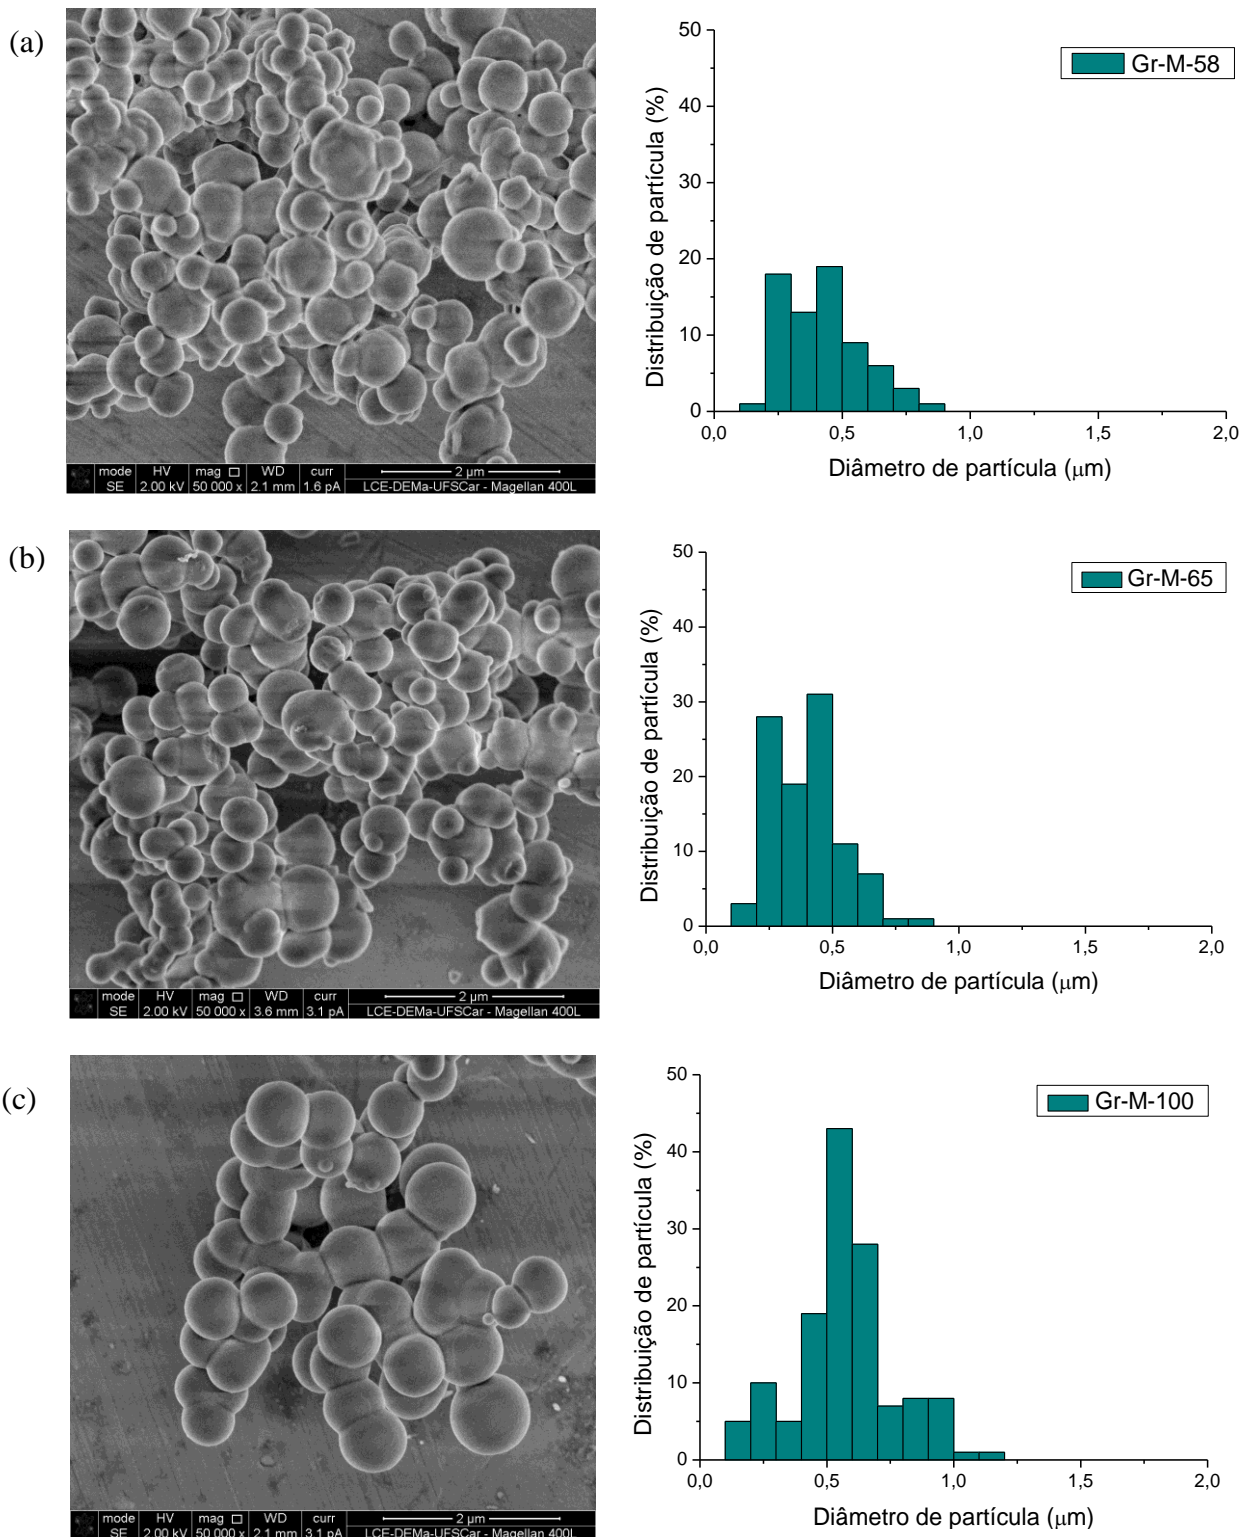 (a)
50
40
30
20
10
0
Distribuição de partícula (%)
Gr-M-58
0,0 0,5 1,0 1,5 2,0
Diâmetro de partícula (μm)
mode HV mag WD curr 2 μm
SE 2.00 kV 50 000 x 2.1 mm 1.6 pA LCE-DEMa-UFSCar - Magellan 400L
(b)
50
40
30
20
10
0
Distribuição de partícula (%)
Gr-M-65
0,0 0,5 1,0 1,5 2,0
Diâmetro de partícula (μm)
mode HV mag WD curr 2 μm
SE 2.00 kV 50 000 x 3.6 mm 3.1 pA LCE-DEMa-UFSCar - Magellan 400L
(c)
50
40
30
20
10
0
Distribuição de partícula (%)
Gr-M-100
0,0 0,5 1,0 1,5 2,0
Diâmetro de partícula (μm)
mode HV mag WD curr 2 μm
SE 2.00 kV 50 000 x 2.1 mm 3.1 pA LCE-DEMa-UFSCar - Magellan 400L